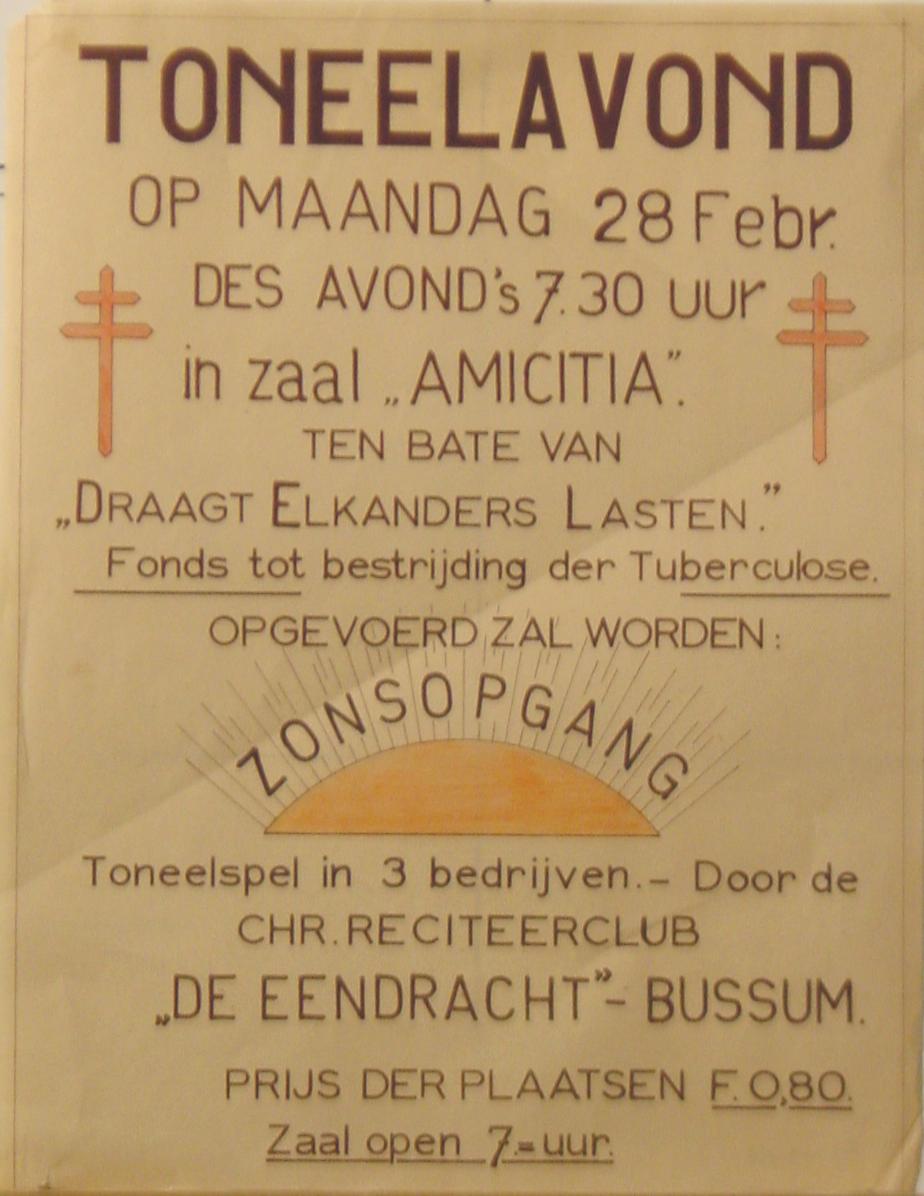 TONEELAVOND
OP MAANDAG 28 Febr.
DES AVOND's 7.30 uur
in zaal „AMICITIA”.
TEN BATE VAN
„DRAAGT ELKANDERS LASTEN.”
Fonds tot bestrijding der Tuberculose.
OPGEVOERD ZAL WORDEN:
ZONSOPGANG
Toneelspel in 3 bedrijven.- Door de
CHR. RECITEERCLUB
„DE EENDRACHT”- BUSSUM.
PRIJS DER PLAATSEN F. 0,80.
Zaal open 7.= uur.